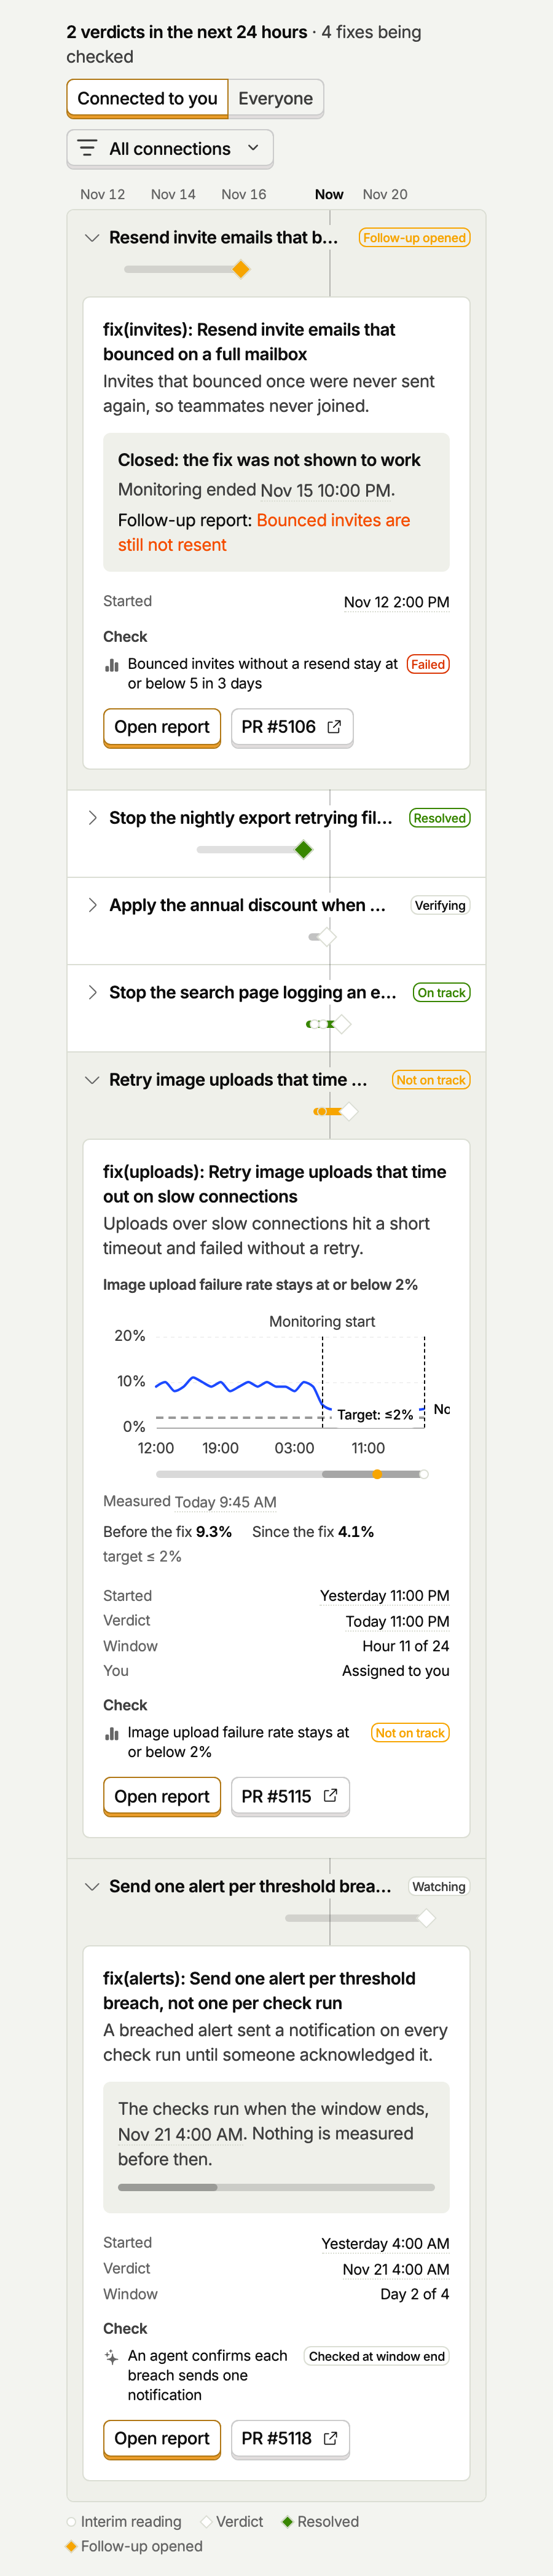 2 verdicts in the next 24 hours · 4 fixes being
checked
Connected to you
Everyone
All connections
Nov 12 Nov 14 Nov 16 Now Nov 20
Resend invite emails that b... Follow-up opened
fix(invites): Resend invite emails that
bounced on a full mailbox
Invites that bounced once were never sent
again, so teammates never joined.
Closed: the fix was not shown to work
Monitoring ended Nov 15 10:00 PM.
Follow-up report: Bounced invites are
still not resent
Started Nov 12 2:00 PM
Check
Bounced invites without a resend stay at Failed
or below 5 in 3 days
Open report PR #5106
Stop the nightly export retrying fil... Resolved
Apply the annual discount when ... Verifying
Stop the search page logging an e... On track
Retry image uploads that time ... Not on track
fix(uploads): Retry image uploads that time
out on slow connections
Uploads over slow connections hit a short
timeout and failed without a retry.
Image upload failure rate stays at or below 2%
Monitoring start
20%
10%
No
Target: ≤2%
0%
12:00 19:00 03:00 11:00
Measured Today 9:45 AM
Before the fix 9.3% Since the fix 4.1%
target ≤ 2%
Started Yesterday 11:00 PM
Verdict Today 11:00 PM
Window Hour 11 of 24
You Assigned to you
Check
Image upload failure rate stays at Not on track
or below 2%
Open report PR #5115
Send one alert per threshold brea... Watching
fix(alerts): Send one alert per threshold
breach, not one per check run
A breached alert sent a notification on every
check run until someone acknowledged it.
The checks run when the window ends,
Nov 21 4:00 AM. Nothing is measured
before then.
Started Yesterday 4:00 AM
Verdict Nov 21 4:00 AM
Window Day 2 of 4
Check
An agent confirms each Checked at window end
breach sends one
notification
Open report PR #5118
Interim reading Verdict Resolved
Follow-up opened